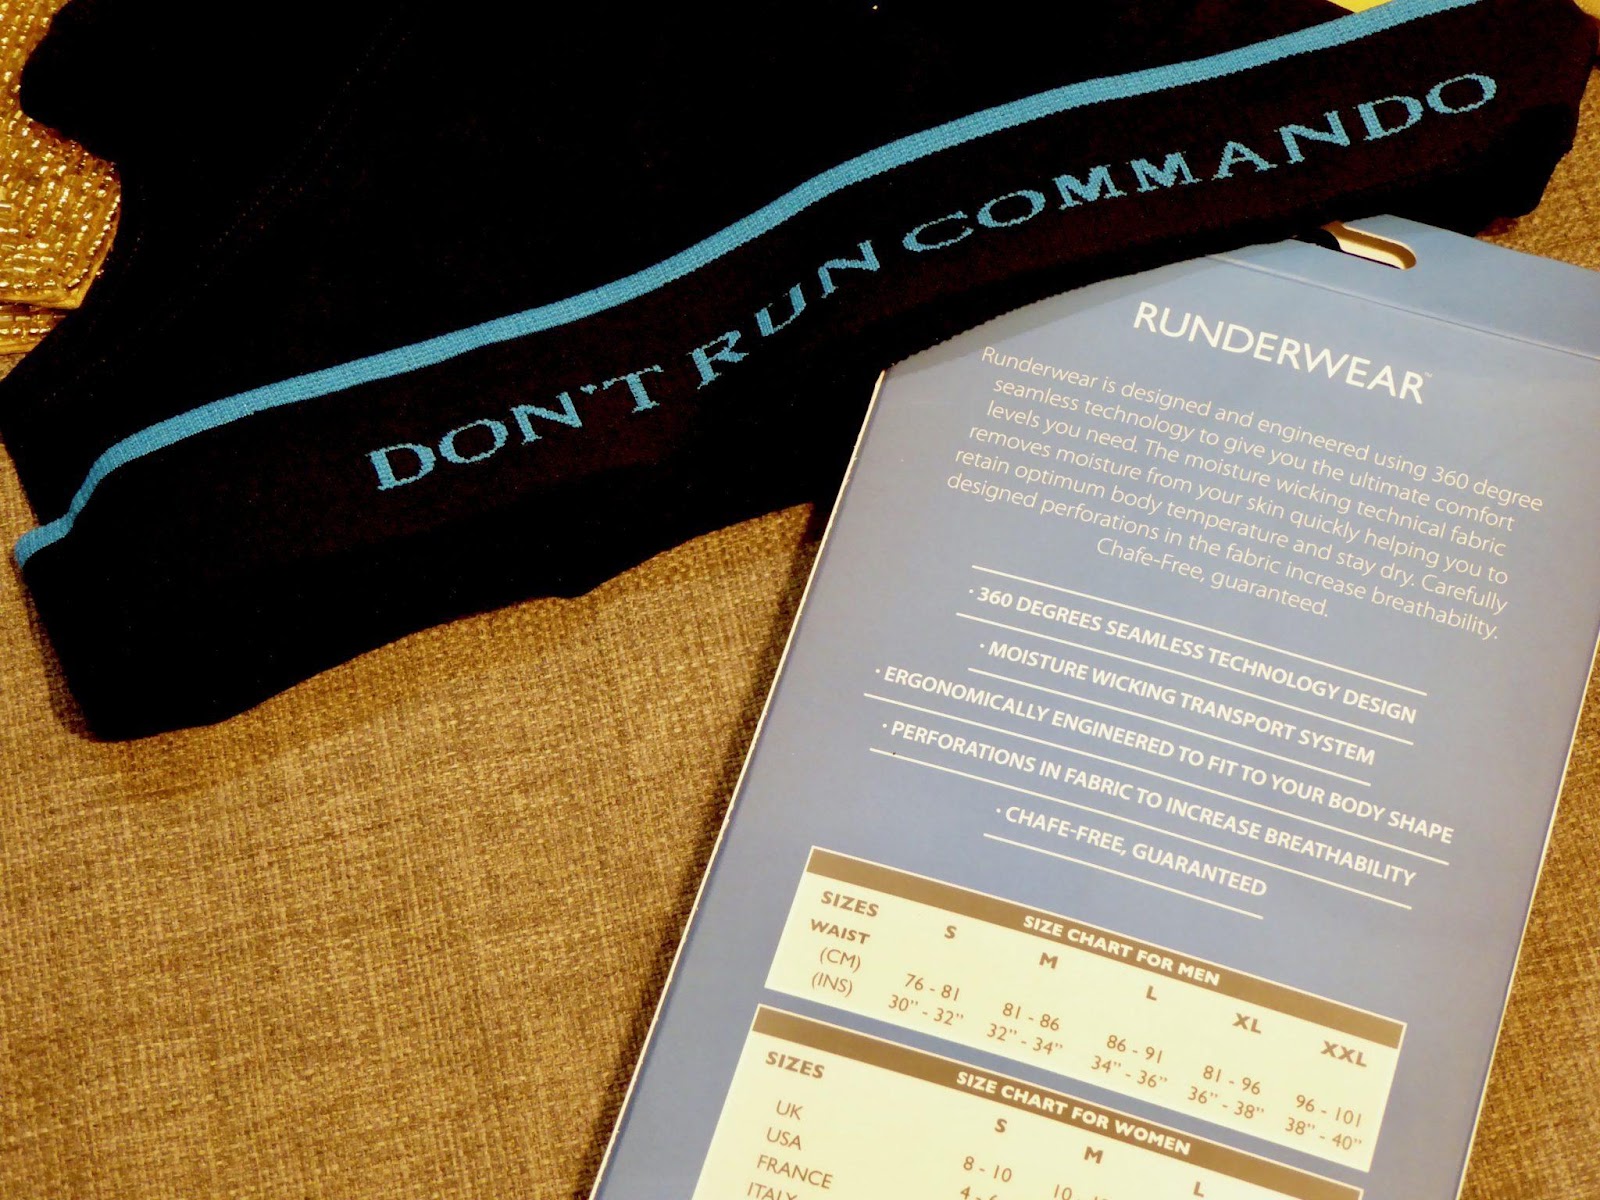 DON'T RUN COMMANDO
RUNDERWEAR™
Runderwear is designed and engineered using 360 degree
seamless technology to give you the ultimate comfort
levels you need. The moisture wicking technical fabric
removes moisture from your skin quickly helping you to
retain optimum body temperature and stay dry. Carefully
designed perforations in the fabric increase breathability.
Chafe-Free, guaranteed.
· 360 DEGREES SEAMLESS TECHNOLOGY DESIGN
· MOISTURE WICKING TRANSPORT SYSTEM
· ERGONOMICALLY ENGINEERED TO FIT TO YOUR BODY SHAPE
· PERFORATIONS IN FABRIC TO INCREASE BREATHABILITY
· CHAFE-FREE, GUARANTEED
SIZE CHART FOR MEN
SIZES S M L XL XXL
WAIST
(CM) 76 - 81 81 - 86 86 - 91 81 - 96 96 - 101
(INS) 30" - 32" 32" - 34" 34" - 36" 36" - 38" 38" - 40"
SIZE CHART FOR WOMEN
SIZES S M L
UK 8 - 10
USA
FRANCE
ITALY